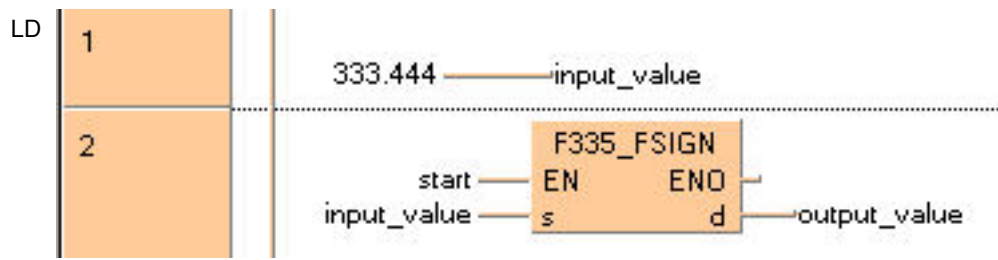 LD
1
333.444 input_value
2
F335_FSIGN
start EN ENO
input_value s d output_value